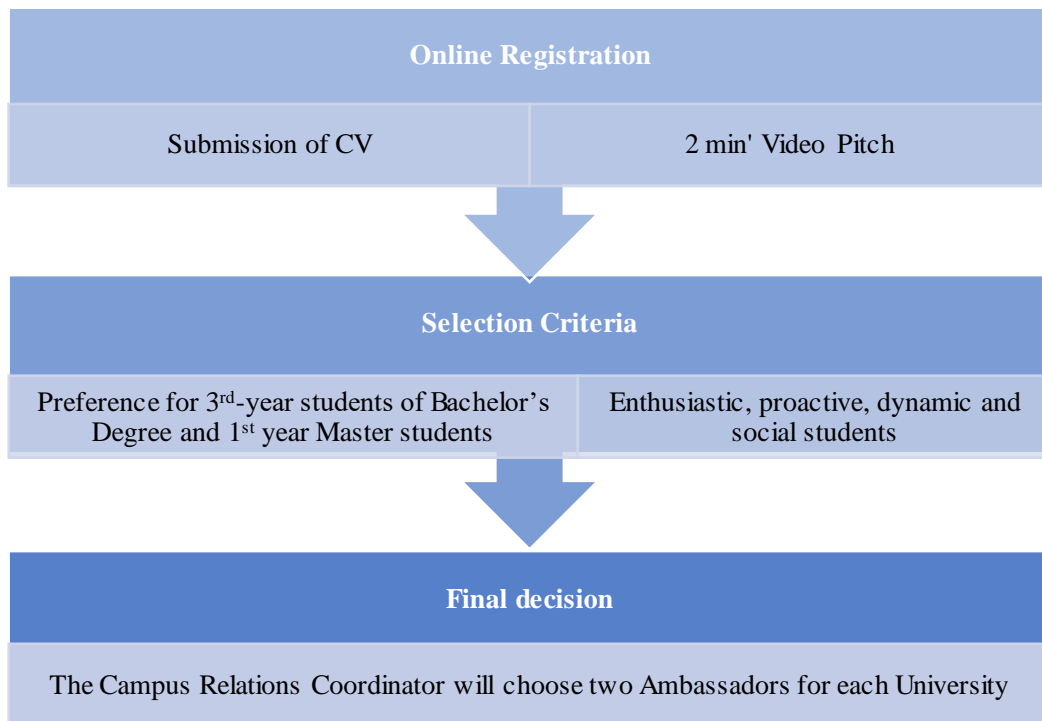 Online Registration
Submission of CV
2 min' Video Pitch
Selection Criteria
Preference for 3rd-year students of Bachelor’s
Degree and 1st year Master students
Enthusiastic, proactive, dynamic and
social students
Final decision
The Campus Relations Coordinator will choose two Ambassadors for each University